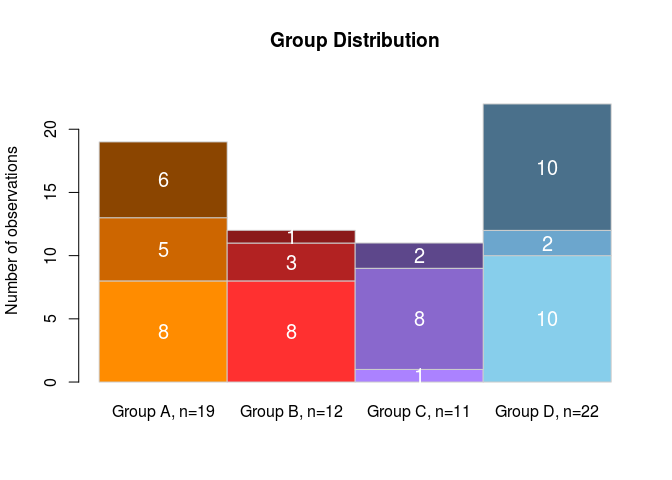 Group Distribution
Number of observations
20
15
10
5
0
6
5
8
1
3
8
2
8
1
10
2
10
Group A, n=19
Group B, n=12
Group C, n=11
Group D, n=22